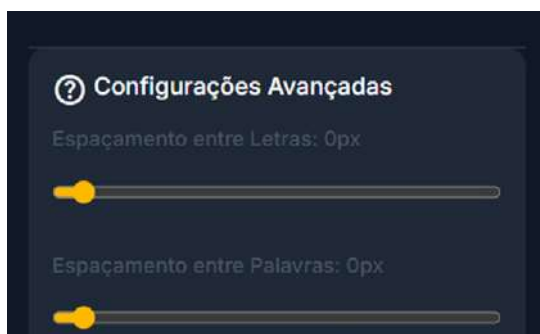 Configurações Avançadas
Espaçamento entre Letras: 0px
Espaçamento entre Palavras: 0px